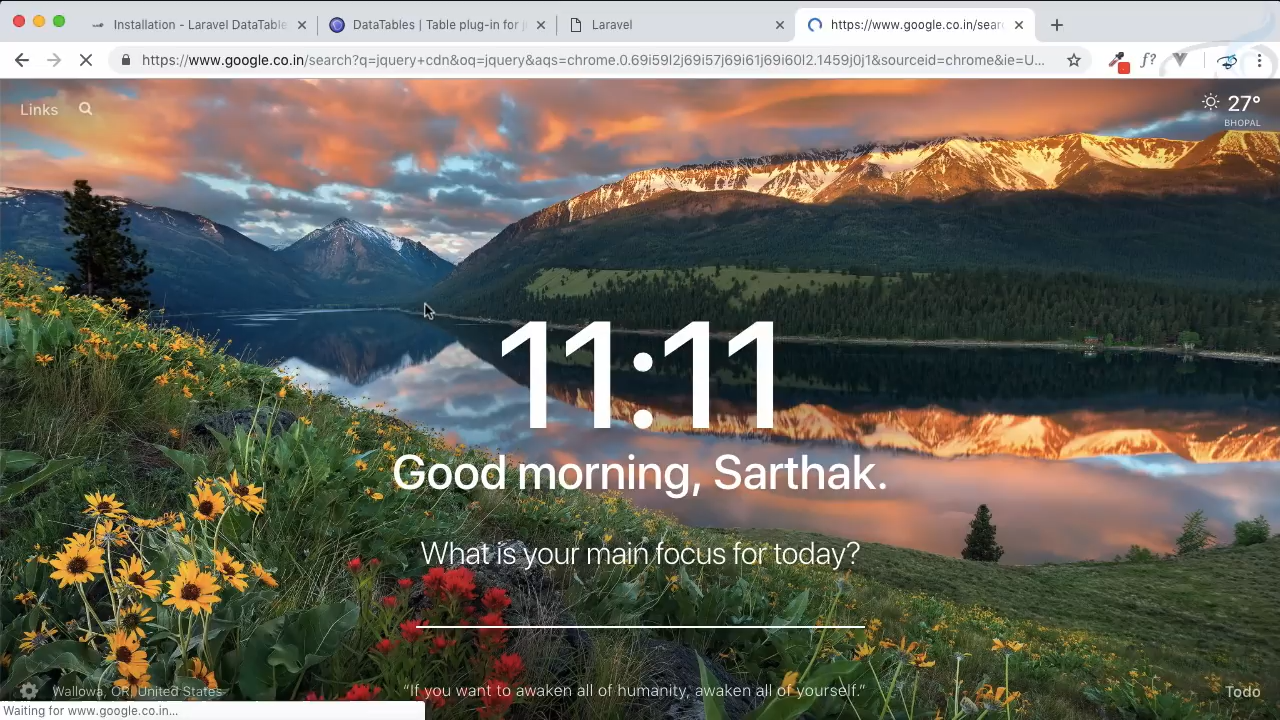 Installation - Laravel DataTable
DataTables | Table plug-in for j
Laravel
https://www.google.co.in/sear
https://www.google.co.in/search?q=jquery+cdn&oq=jquery&aqs=chrome.0.69i59l2j69i57j69i61j69i60l2.1459j0j1&sourceid=chrome&ie=U...
f?
Links
27°
BHOPAL
11:11
Good morning, Sarthak.
What is your main focus for today?
Wallowa, OR, United States
“If you want to awaken all of humanity, awaken all of yourself.”
Todo
Waiting for www.google.co.in...